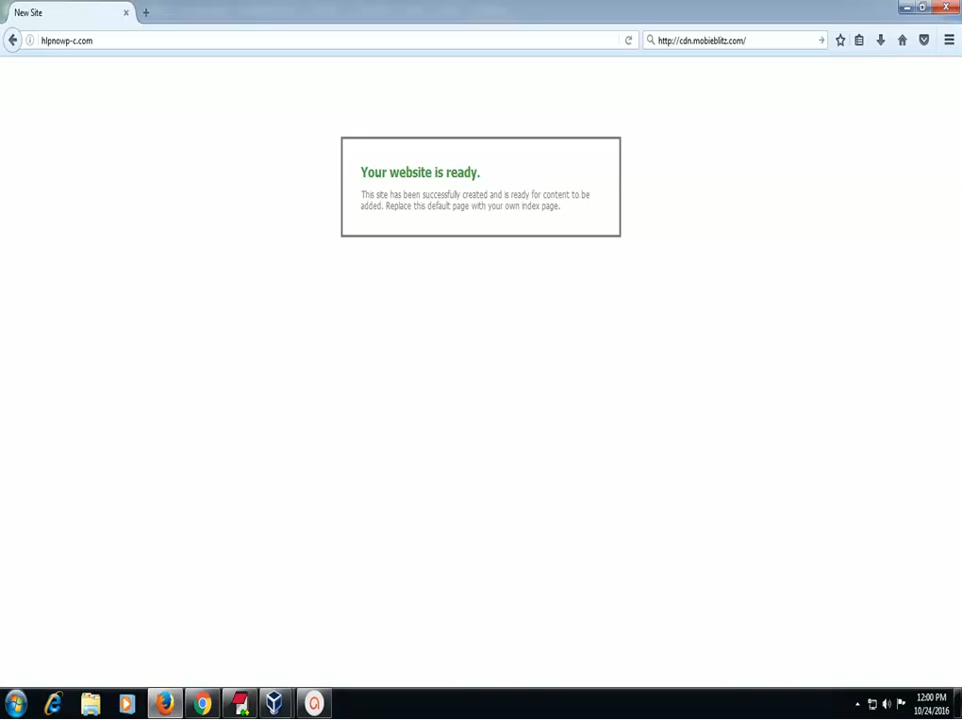 New Site
hlpnowp-c.com
http://cdn.mobieblitz.com/
Your website is ready.
This site has been successfully created and is ready for content to be
added. Replace this default page with your own index page.
12:00 PM
10/24/2016